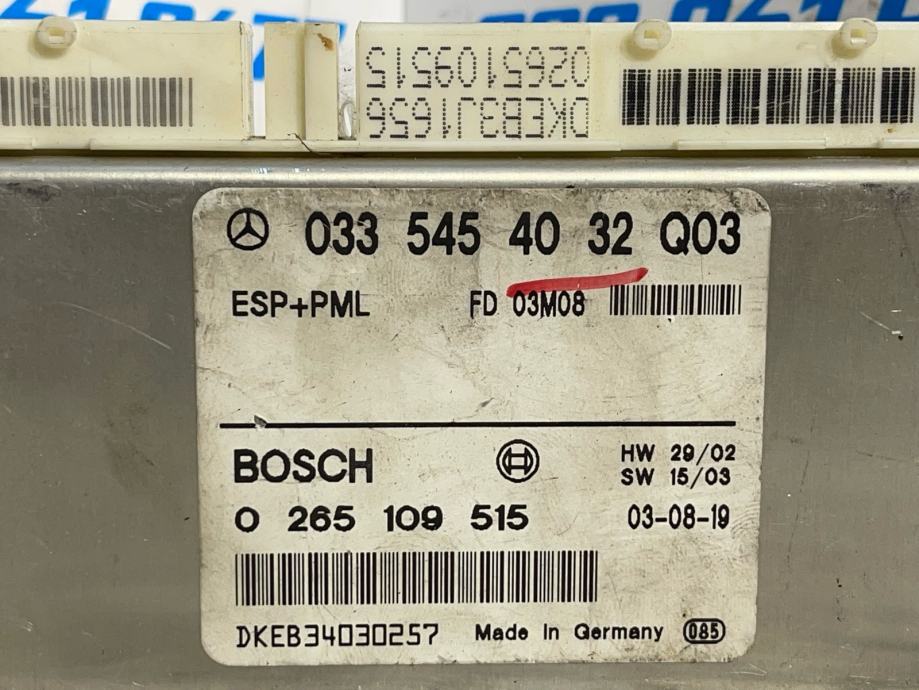 0265109515
DKEB3J1656
033 545 40 32 Q03
ESP+PML FD 03M08
BOSCH HW 29/02
SW 15/03
0 265 109 515 03-08-19
DKEB34030257 Made in Germany 085